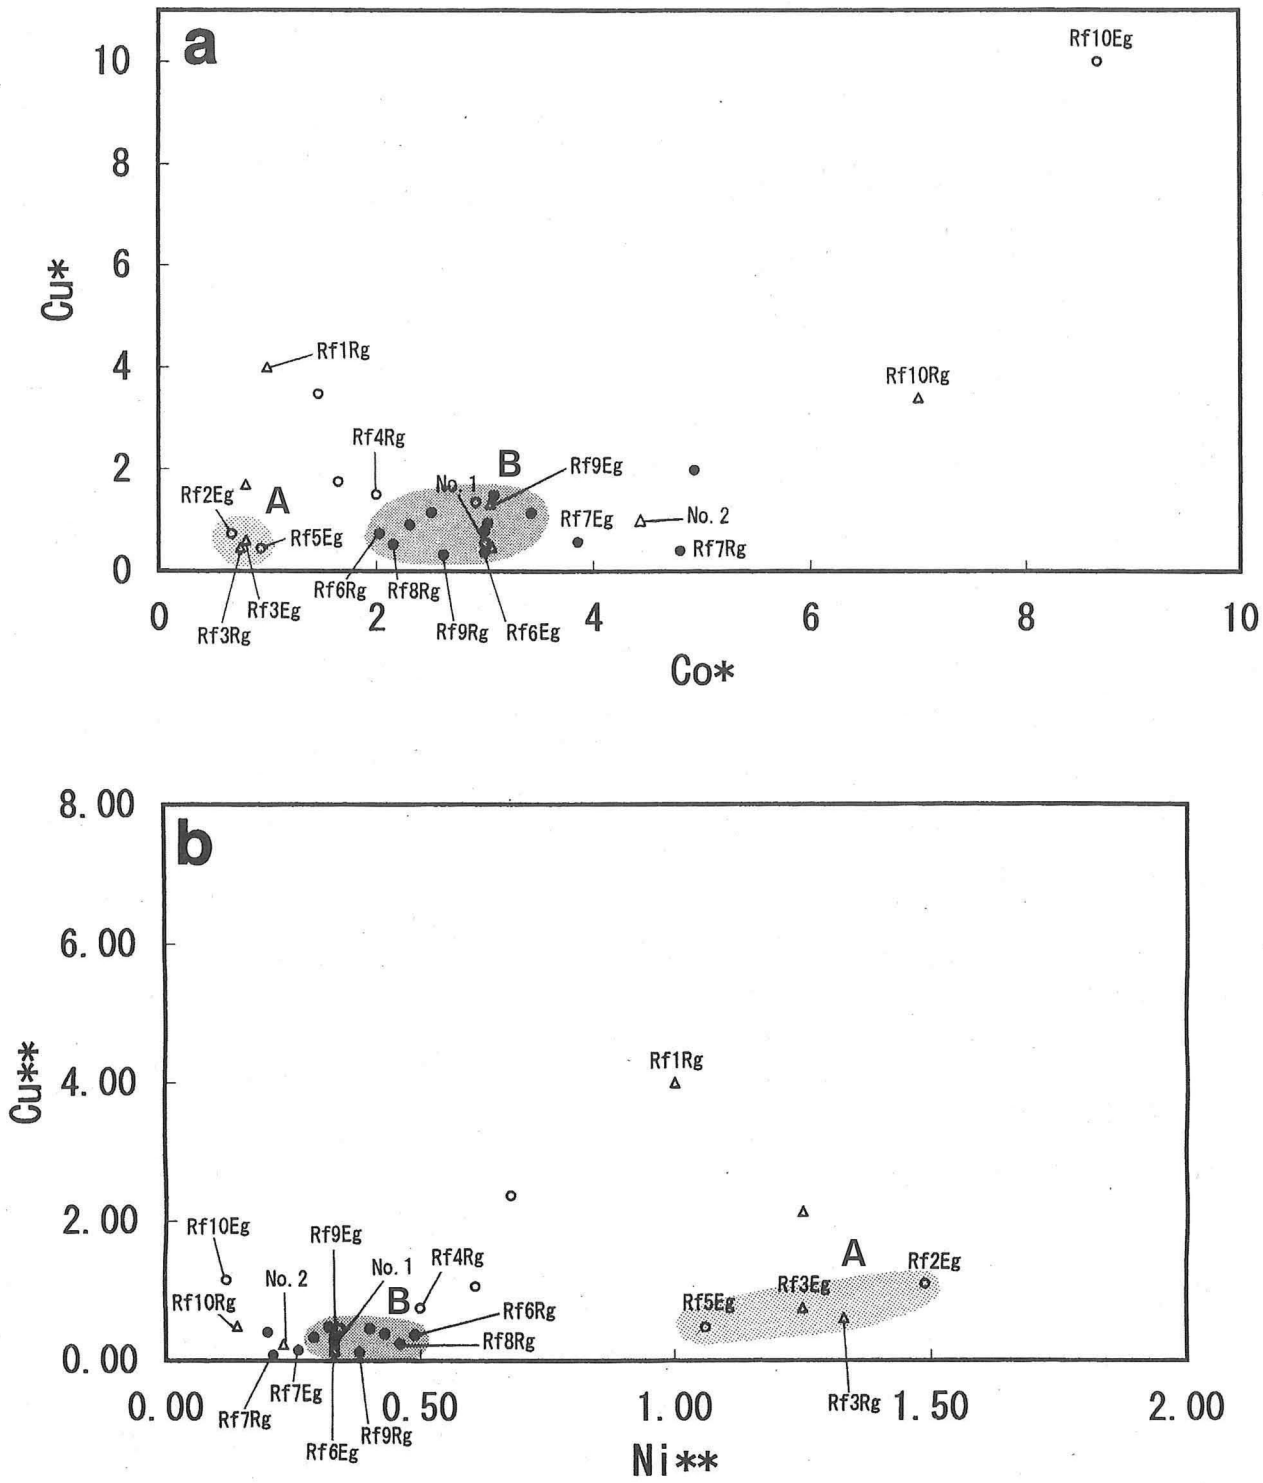 a
10
Rf10Eg
8
6
Cu*
4
Rf1Rg
Rf10Rg
Rf4Rg
2
B
Rf9Eg
No. 1
Rf2Eg
A
Rf7Eg
No. 2
Rf5Eg
Rf7Rg
0
Rf6Rg
Rf8Rg
Rf3Eg
Rf3Rg
Rf9Rg
Rf6Eg
0
2
4
6
8
10
Co*
8.00
b
6.00
Cu**
4.00
Rf1Rg
2.00
Rf10Eg
Rf9Eg
A
Rf4Rg
Rf2Eg
No. 1
No. 2
Rf3Eg
Rf10Rg
B
Rf5Eg
Rf6Rg
Rf8Rg
0.00
Rf7Eg
Rf3Rg
Rf7Rg
Rf9Rg
Rf6Eg
0.00
0.50
1.00
1.50
2.00
Ni**